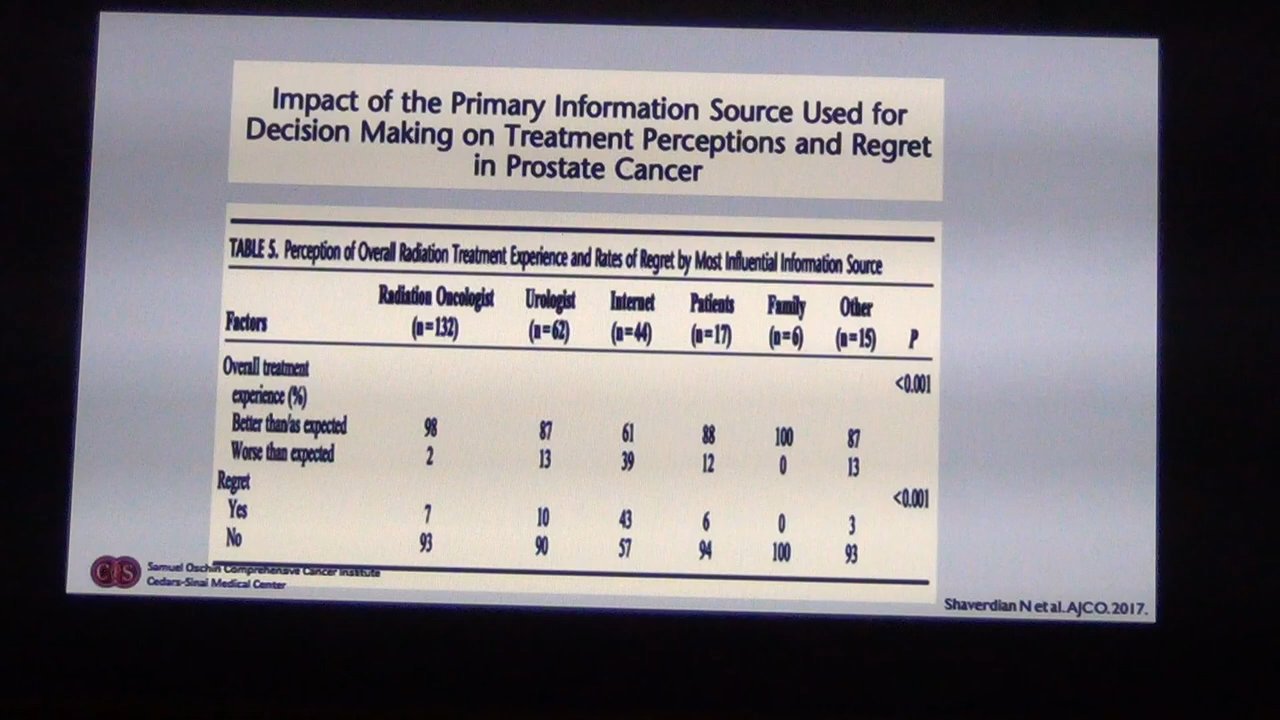 Impact of the Primary Information Source Used for
Decision Making on Treatment Perceptions and Regret
in Prostate Cancer
TABLE 5. Perception of Overall Radiation Treatment Experience and Rates of Regret by Most Influential Information Source
Factors Radiation Oncologist (n=132) Urologist (n=62) Internet (n=44) Patients (n=17) Family (n=6) Other (n=15) P
Overall treatment <0.001
experience (%)
Better than/as expected 98 87 61 88 100 87
Worse than expected 2 13 39 12 0 13
Regret <0.001
Yes 7 10 43 6 0 3
No 93 90 57 94 100 93
CIS
Samuel Oschin Comprehensive Cancer Institute
Cedars-Sinai Medical Center
Shaverdian N et al. AJCO. 2017.